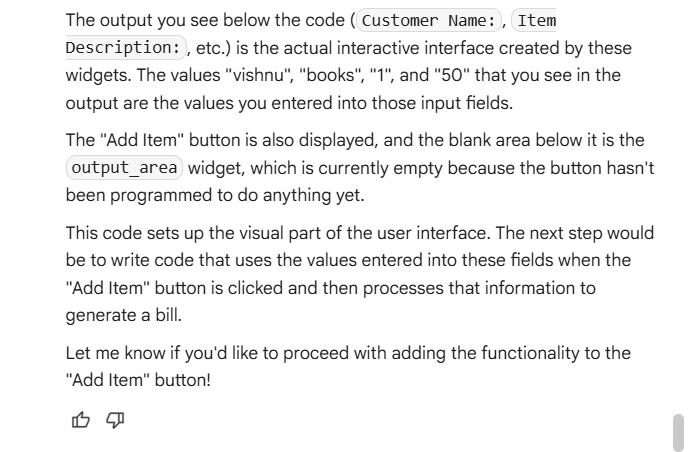 The output you see below the code ( Customer Name: , Item
Description: , etc.) is the actual interactive interface created by these
widgets. The values "vishnu", "books", "1", and "50" that you see in the
output are the values you entered into those input fields.
The "Add Item" button is also displayed, and the blank area below it is the
output_area widget, which is currently empty because the button hasn't
been programmed to do anything yet.
This code sets up the visual part of the user interface. The next step would
be to write code that uses the values entered into these fields when the
"Add Item" button is clicked and then processes that information to
generate a bill.
Let me know if you'd like to proceed with adding the functionality to the
"Add Item" button!